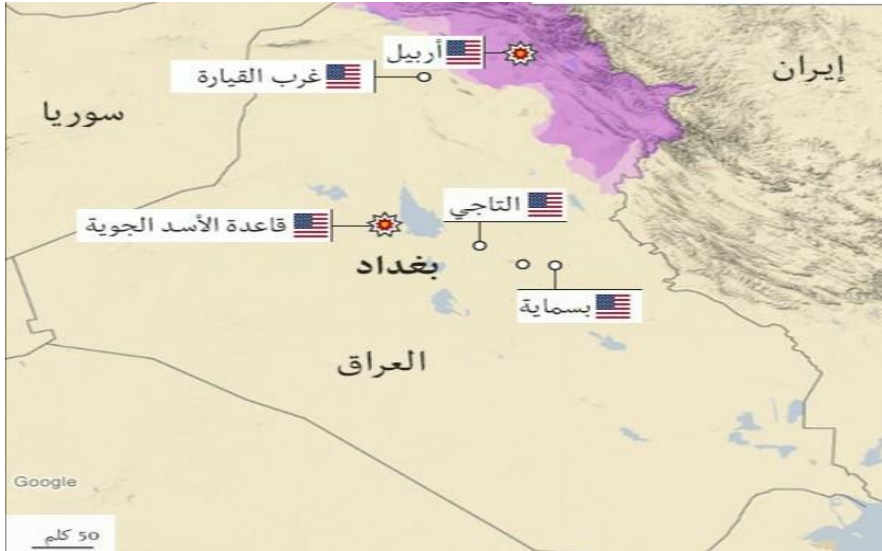 أربيل
غرب القيارة
إيران
سوريا
التاجي
قاعدة الأسد الجوية
بغداد
بسماية
العراق
Google
50 كلم